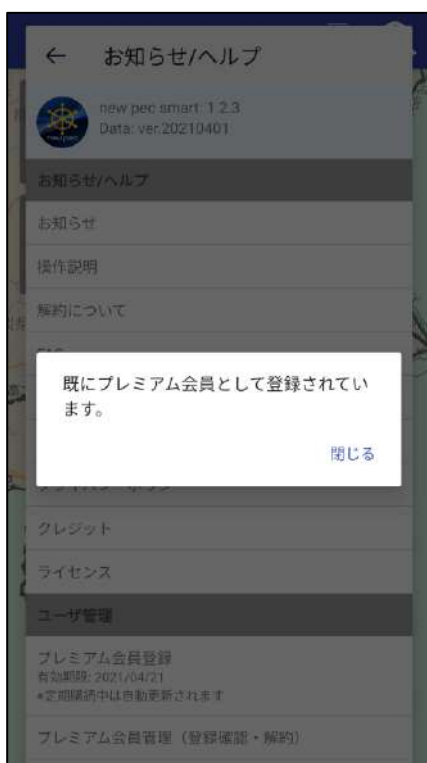 ← お知らせ/ヘルプ
new pec smart: 1.2.3
Data: ver.20210401
お知らせ/ヘルプ
お知らせ
操作説明
解約について
既にプレミアム会員として登録されてい
ます。
閉じる
クレジット
ライセンス
ユーザ管理
プレミアム会員登録
有効期限: 2021/04/21
*定期購読中は自動更新されます
プレミアム会員管理（登録確認・解約）